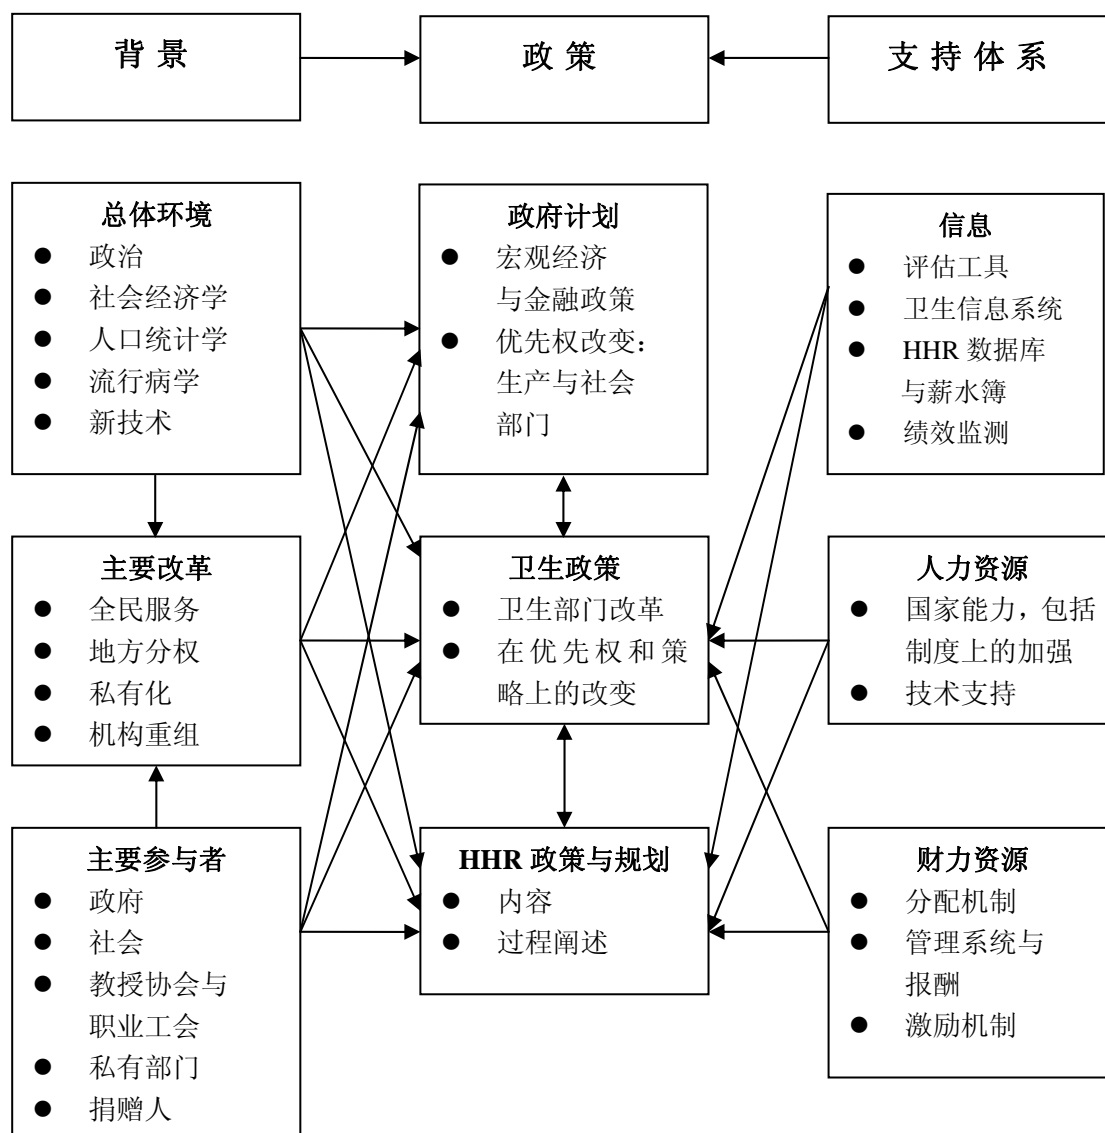 背景
政策
支持体系
总体环境
● 政治
● 社会经济学
● 人口统计学
● 流行病学
● 新技术
政府计划
● 宏观经济
与金融政策
● 优先权改变：
生产与社会
部门
信息
● 评估工具
● 卫生信息系统
● HHR 数据库
与薪水簿
● 绩效监测
主要改革
● 全民服务
● 地方分权
● 私有化
● 机构重组
卫生政策
● 卫生部门改革
● 在优先权和策
略上的改变
人力资源
● 国家能力，包括
制度上的加强
● 技术支持
主要参与者
● 政府
● 社会
● 教授协会与
职业工会
● 私有部门
● 捐赠人
HHR 政策与规划
● 内容
● 过程阐述
财力资源
● 分配机制
● 管理系统与
报酬
● 激励机制